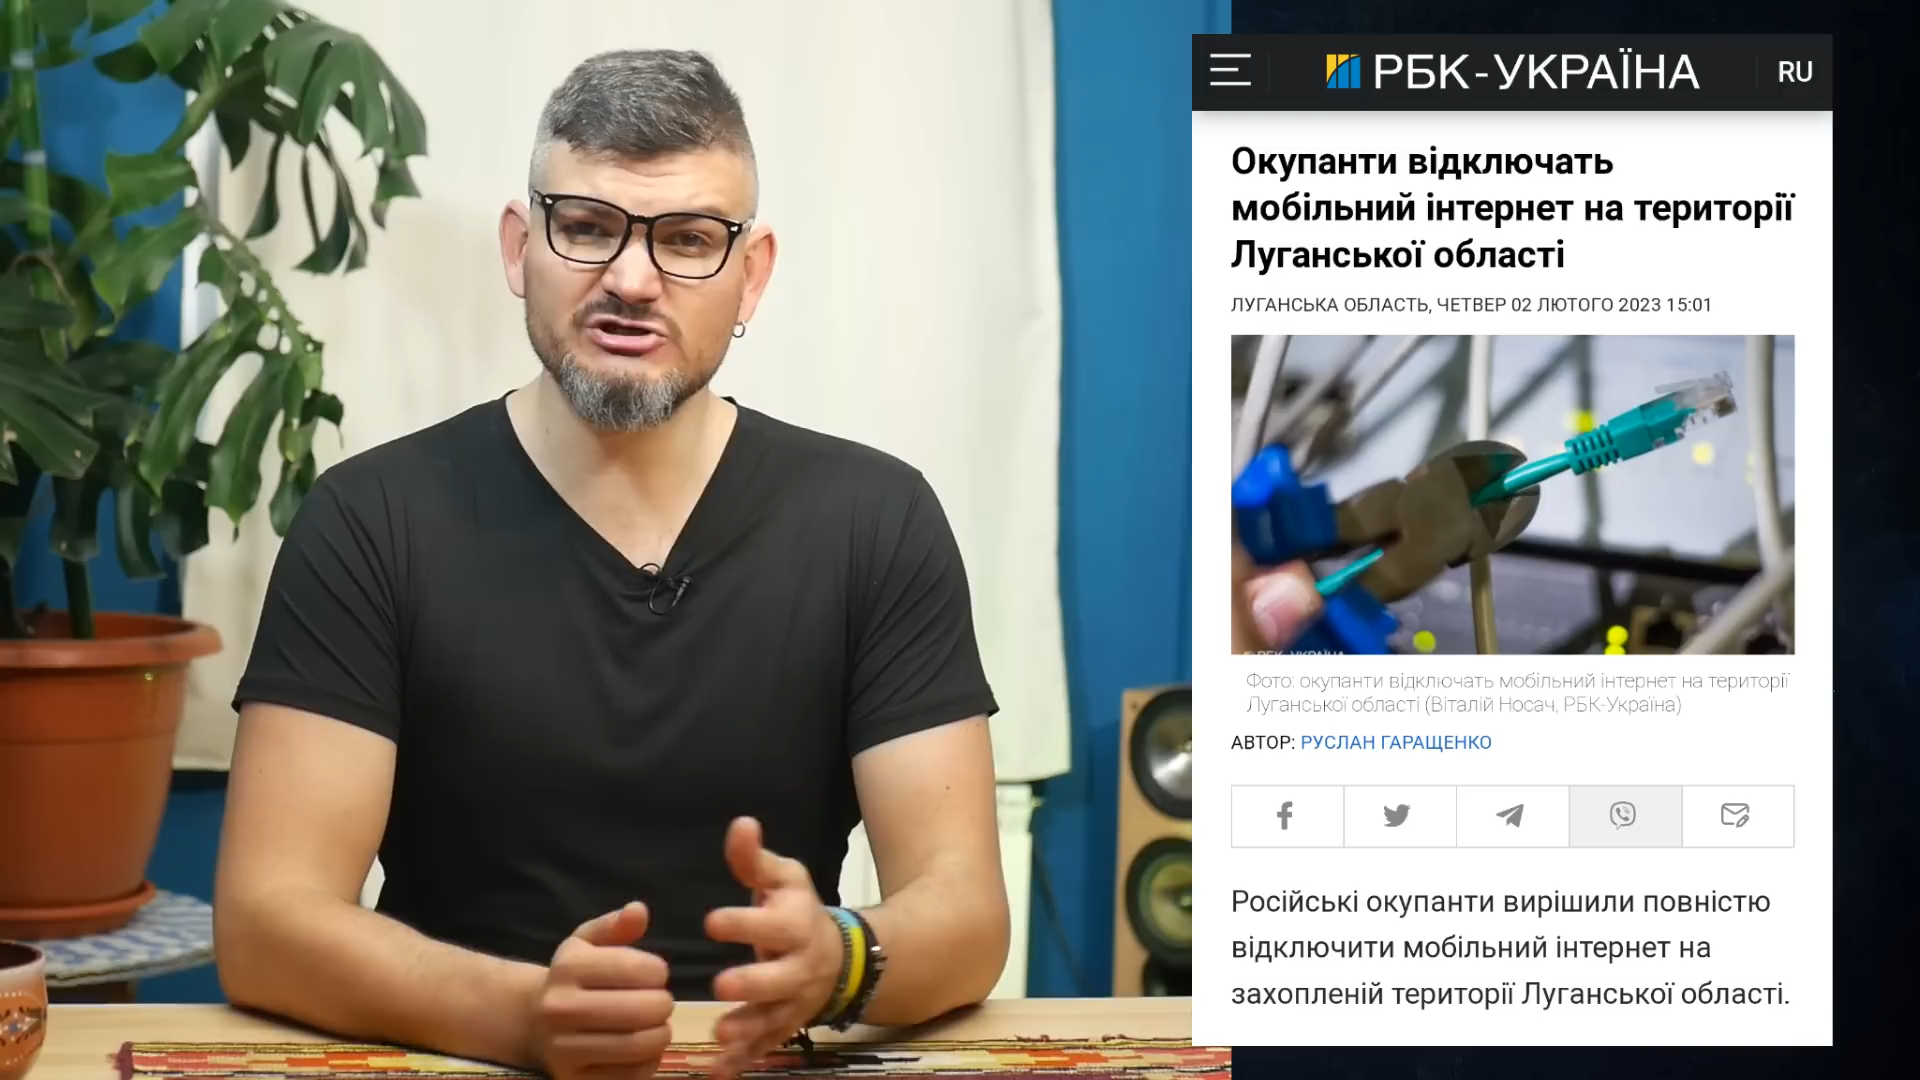 РБК-УКРАЇНА
RU
Окупанти відключать
мобільний інтернет на території
Луганської області
ЛУГАНСЬКА ОБЛАСТЬ, ЧЕТВЕР 02 ЛЮТОГО 2023 15:01
© РБК-УКРАЇНА
Фото: окупанти відключать мобільний інтернет на території
Луганської області (Віталій Носач, РБК-Україна)
АВТОР: РУСЛАН ГАРАЩЕНКО
Російські окупанти вирішили повністю
відключити мобільний інтернет на
захопленій території Луганської області.